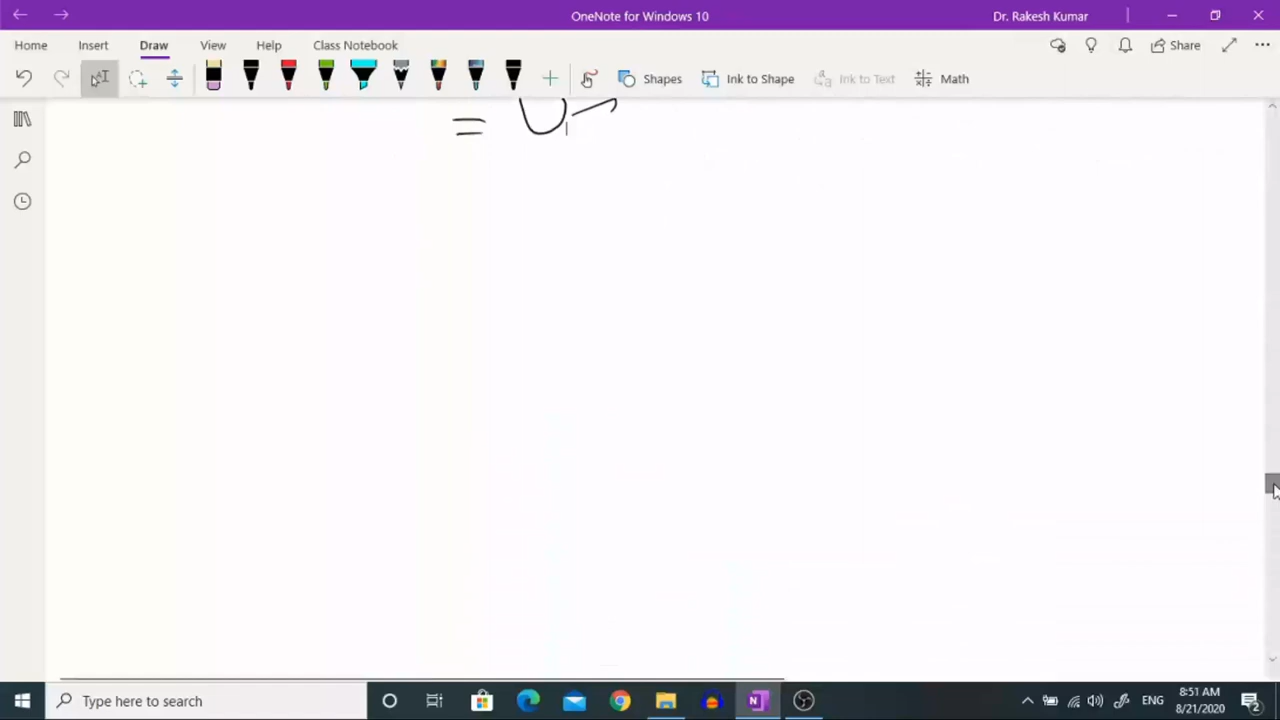 OneNote for Windows 10
Dr. Rakesh Kumar
Home Insert Draw View Help Class Notebook Share
Shapes Ink to Shape Ink to Text Math
=
Type here to search
ENG
8:51 AM
8/21/2020
2